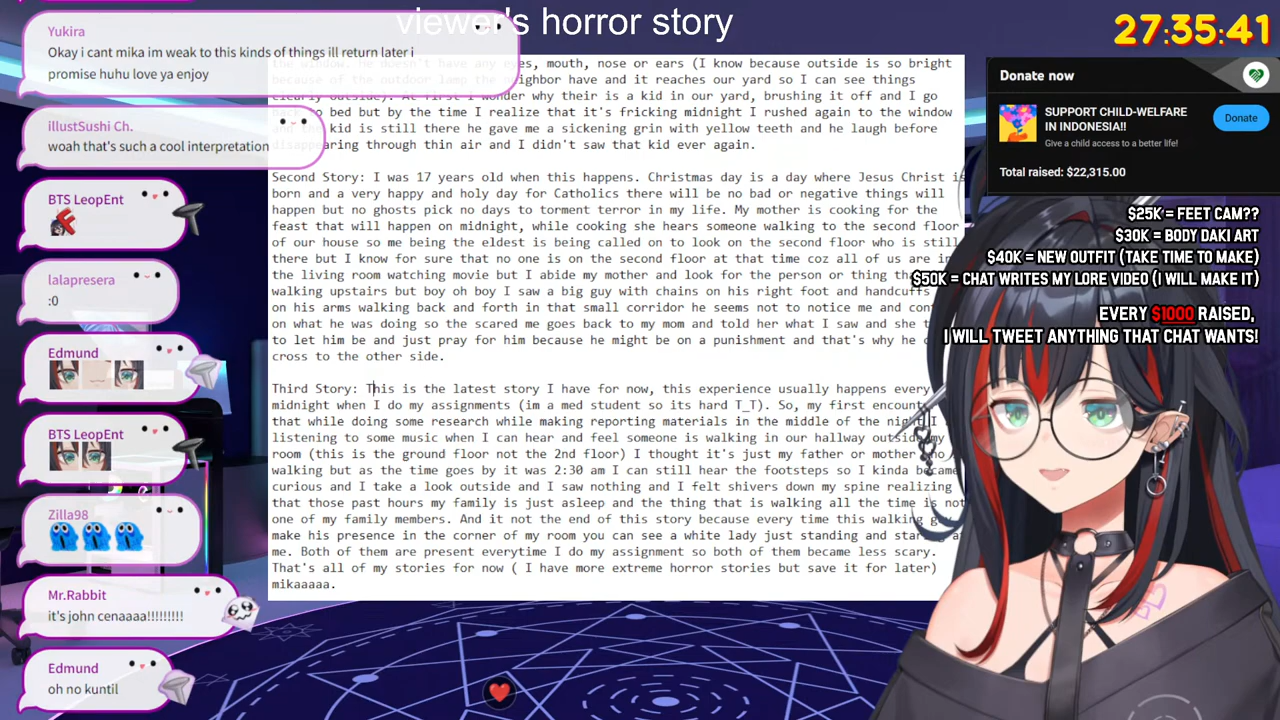 viewer's horror story
27:35:41
Yukira
Okay i cant mika im weak to this kinds of things ill return later i
promise huhu love ya enjoy
illustSushi Ch.
woah that's such a cool interpretation
BTS LeopEnt
lalapresera
:0
Edmund
BTS LeopEnt
Zilla98
Mr.Rabbit
it's john cenaaaa!!!!!!!!!
Edmund
oh no kuntil
the window. He doesn't have any eyes, mouth, nose or ears (I know because outside is so bright
because of the outdoor lamp the neighbor have and it reaches our yard so I can see things
clearly outside). At first I wonder why their is a kid in our yard, brushing it off and I go
back to bed but by the time I realize that it's fricking midnight I rushed again to the window
and the kid is still there he gave me a sickening grin with yellow teeth and he laugh before
disappearing through thin air and I didn't saw that kid ever again.
Second Story: I was 17 years old when this happens. Christmas day is a day where Jesus Christ is
born and a very happy and holy day for Catholics there will be no bad or negative things will
happen but no ghosts pick no days to torment terror in my life. My mother is cooking for the
feast that will happen on midnight, while cooking she hears someone walking to the second floor
of our house so me being the eldest is being called on to look on the second floor who is still
there but I know for sure that no one is on the second floor at that time coz all of us are in
the living room watching movie but I abide my mother and look for the person or thing
walking upstairs but boy oh boy I saw a big guy with chains on his right foot and handcuffs
on his arms walking back and forth in that small corridor he seems not to notice me and
on what he was doing so the scared me goes back to my mom and told her what I saw and she
to let him be and just pray for him because he might be on a punishment and that's why he
cross to the other side.
Third Story: This is the latest story I have for now, this experience usually happens every
midnight when I do my assignments (im a med student so its hard T_T). So, my first
that while doing some research while making reporting materials in the middle of the night I
listening to some music when I can hear and feel someone is walking in our hallway outside my
room (this is the ground floor not the 2nd floor) I thought it's just my father or mother who
walking but as the time goes by it was 2:30 am I can still hear the footsteps so I kinda became
curious and I take a look outside and I saw nothing and I felt shivers down my spine realizing
that those past hours my family is just asleep and the thing that is walking all the time is not
one of my family members. And it not the end of this story because every time this walking guy
make his presence in the corner of my room you can see a white lady just standing and staring at
me. Both of them are present everytime I do my assignment so both of them became less scary.
That's all of my stories for now ( I have more extreme horror stories but save it for later)
mikaaaaa.
Donate now
SUPPORT CHILD-WELFARE
IN INDONESIA!!
Give a child access to a better life!
Donate
Total raised: $22,315.00
$25K = FEET CAM??
$30K = BODY DAKI ART
$40K = NEW OUTFIT (TAKE TIME TO MAKE)
$50K = CHAT WRITES MY LORE VIDEO (I WILL MAKE IT)
EVERY $1000 RAISED,
I WILL TWEET ANYTHING THAT CHAT WANTS!